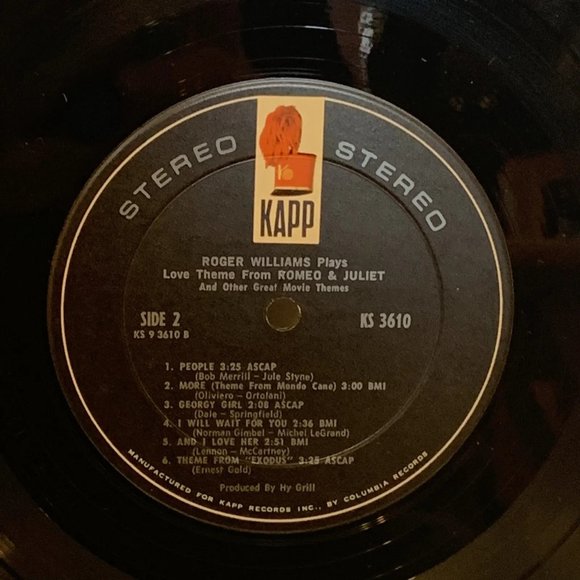 STEREO STEREO
KAPP
ROGER WILLIAMS Plays
Love Theme From ROMEO & JULIET
And Other Great Movie Themes
SIDE 2 KS 3610
KS 9 3610 B
1. PEOPLE 3:25 ASCAP
(Bob Merrill - Jule Styne)
2. MORE (Theme From Mondo Cane) 3:00 BMI
(Oliviero - Ortolani)
3. GEORGY GIRL 2:08 ASCAP
(Dale - Springfield)
4. I WILL WAIT FOR YOU 2:36 BMI
(Norman Gimbel - Michel LeGrand)
5. AND I LOVE HER 2:51 BMI
(Lennon - McCartney)
6. THEME FROM "EXODUS" 3:25 ASCAP
(Ernest Gold)
Produced By Hy Grill
MANUFACTURED FOR KAPP RECORDS INC., BY COLUMBIA RECORDS